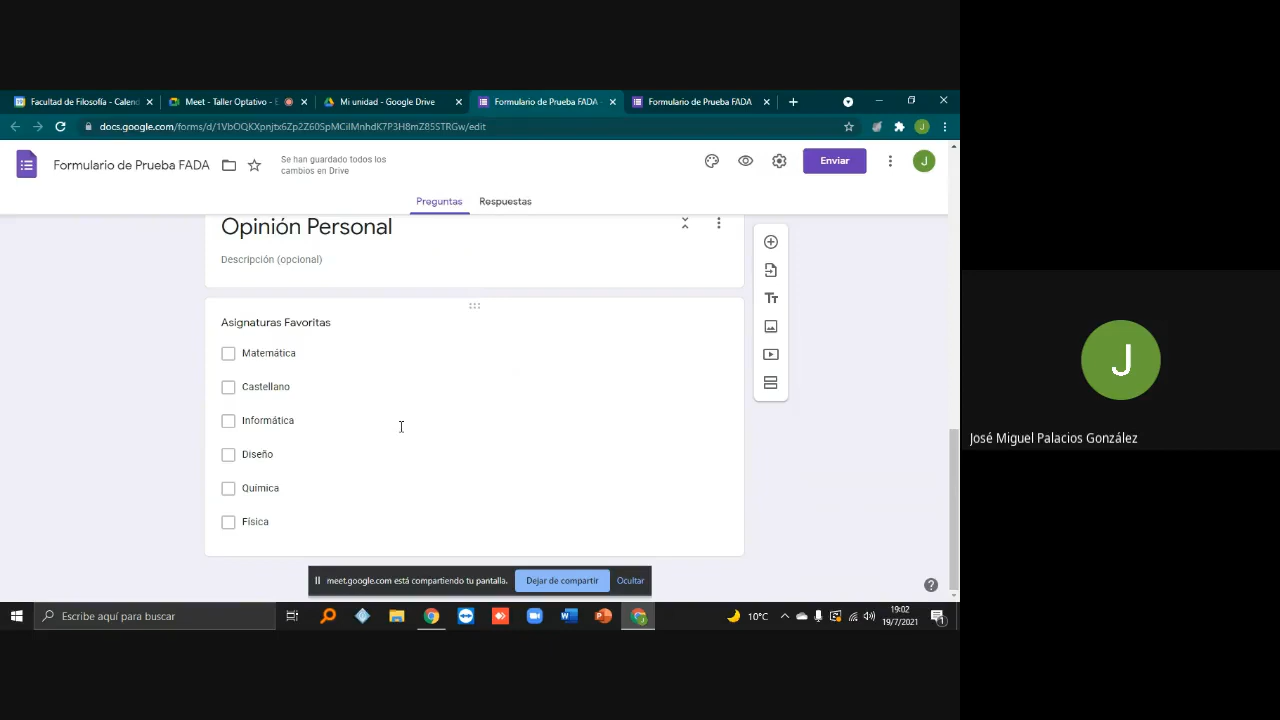 Facultad de Filosofía - Calend
Meet - Taller Optativo - E
Mi unidad - Google Drive
Formulario de Prueba FADA -
Formulario de Prueba FADA
docs.google.com/forms/d/1VbOQKXpnjtx6Zp2Z60SpMCiIMnhdK7P3H8mZ85STRGw/edit
J
Formulario de Prueba FADA
Se han guardado todos los
cambios en Drive
Enviar
J
Preguntas
Respuestas
Opinión Personal
Descripción (opcional)
Asignaturas Favoritas
Matemática
Castellano
Informática
Diseño
Química
Física
meet.google.com está compartiendo tu pantalla.
Dejar de compartir
Ocultar
Escribe aquí para buscar
10°C
19:02
19/7/2021
1
J
José Miguel Palacios González